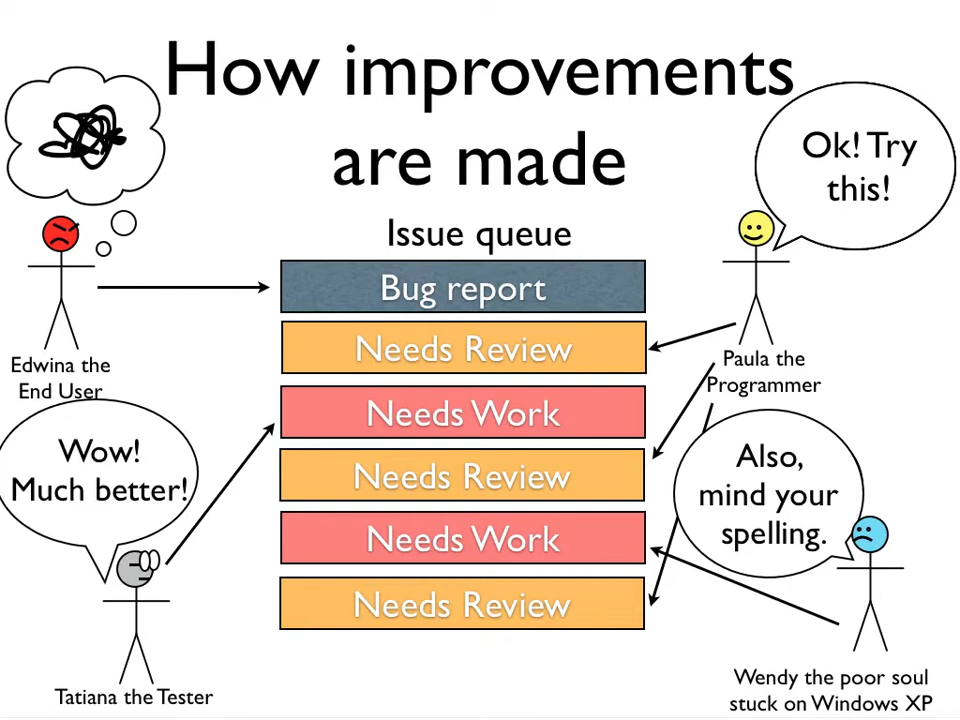 How improvements
are made
Ok! Try
this!
Issue queue
Bug report
Needs Review
Needs Work
Needs Review
Needs Work
Needs Review
Edwina the
End User
Paula the
Programmer
Wow!
Much better!
Also,
mind your
spelling.
Tatiana the Tester
Wendy the poor soul
stuck on Windows XP